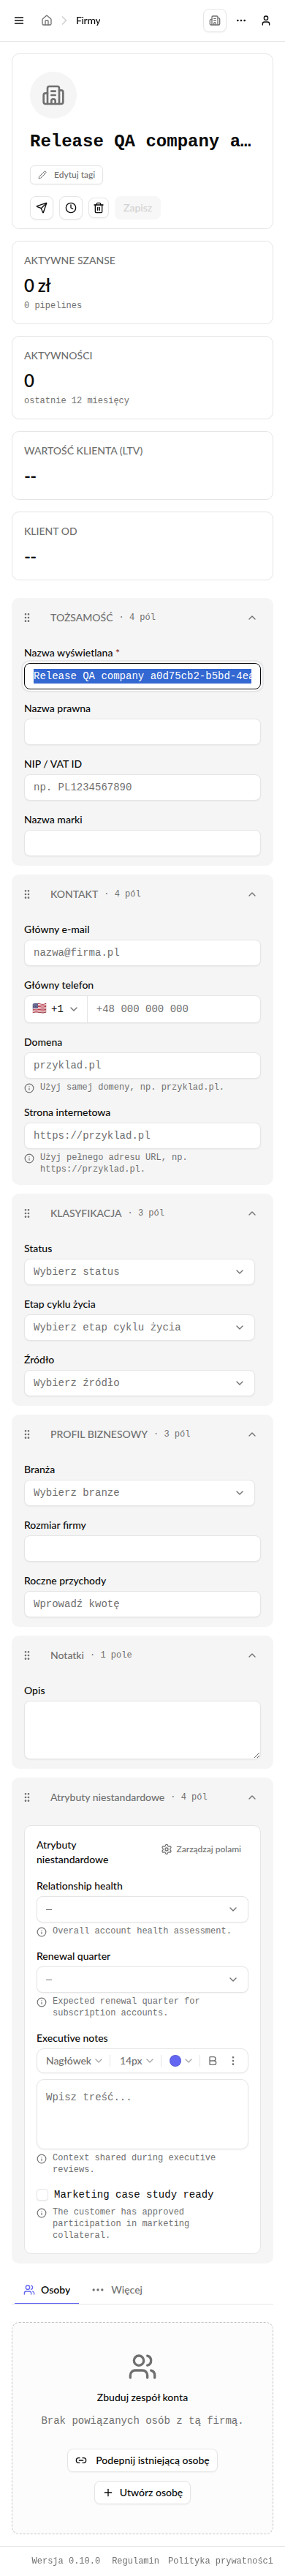 Firmy
Release QA company a…
Edytuj tagi
Zapisz
AKTYWNE SZANSE
0 zł
0 pipelines
AKTYWNOŚCI
0
ostatnie 12 miesięcy
WARTOŚĆ KLIENTA (LTV)
--
KLIENT OD
--
TOŻSAMOŚĆ · 4 pól
Nazwa wyświetlana *
Release QA company a0d75cb2-b5bd-4ea
Nazwa prawna
NIP / VAT ID
np. PL1234567890
Nazwa marki
KONTAKT · 4 pól
Główny e-mail
nazwa@firma.pl
Główny telefon
+1 +48 000 000 000
Domena
przyklad.pl
Użyj samej domeny, np. przyklad.pl.
Strona internetowa
https://przyklad.pl
Użyj pełnego adresu URL, np.
https://przyklad.pl.
KLASYFIKACJA · 3 pól
Status
Wybierz status
Etap cyklu życia
Wybierz etap cyklu życia
Źródło
Wybierz źródło
PROFIL BIZNESOWY · 3 pól
Branża
Wybierz branze
Rozmiar firmy
Roczne przychody
Wprowadź kwotę
Notatki · 1 pole
Opis
Atrybuty niestandardowe · 4 pól
Atrybuty
niestandardowe
Zarządzaj polami
Relationship health
—
Overall account health assessment.
Renewal quarter
—
Expected renewal quarter for
subscription accounts.
Executive notes
Nagłówek 14px B
Wpisz treść...
Context shared during executive
reviews.
Marketing case study ready
The customer has approved
participation in marketing
collateral.
Osoby Więcej
Zbuduj zespół konta
Brak powiązanych osób z tą firmą.
Podepnij istniejącą osobę
Utwórz osobę
Wersja 0.10.0 Regulamin Polityka prywatności